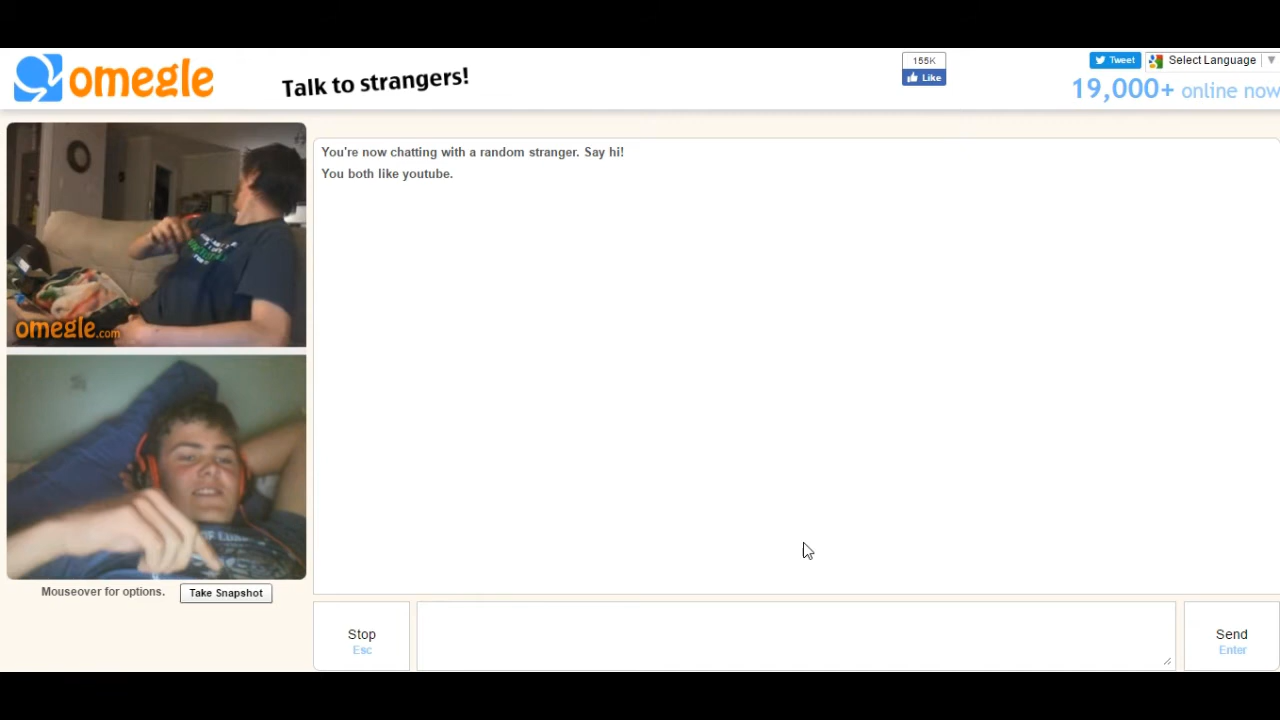 omegle
Talk to strangers!
155K
Like
Tweet
Select Language
19,000+ online now
You're now chatting with a random stranger. Say hi!
You both like youtube.
omegle.com
Mouseover for options.
Take Snapshot
Stop
Esc
Send
Enter